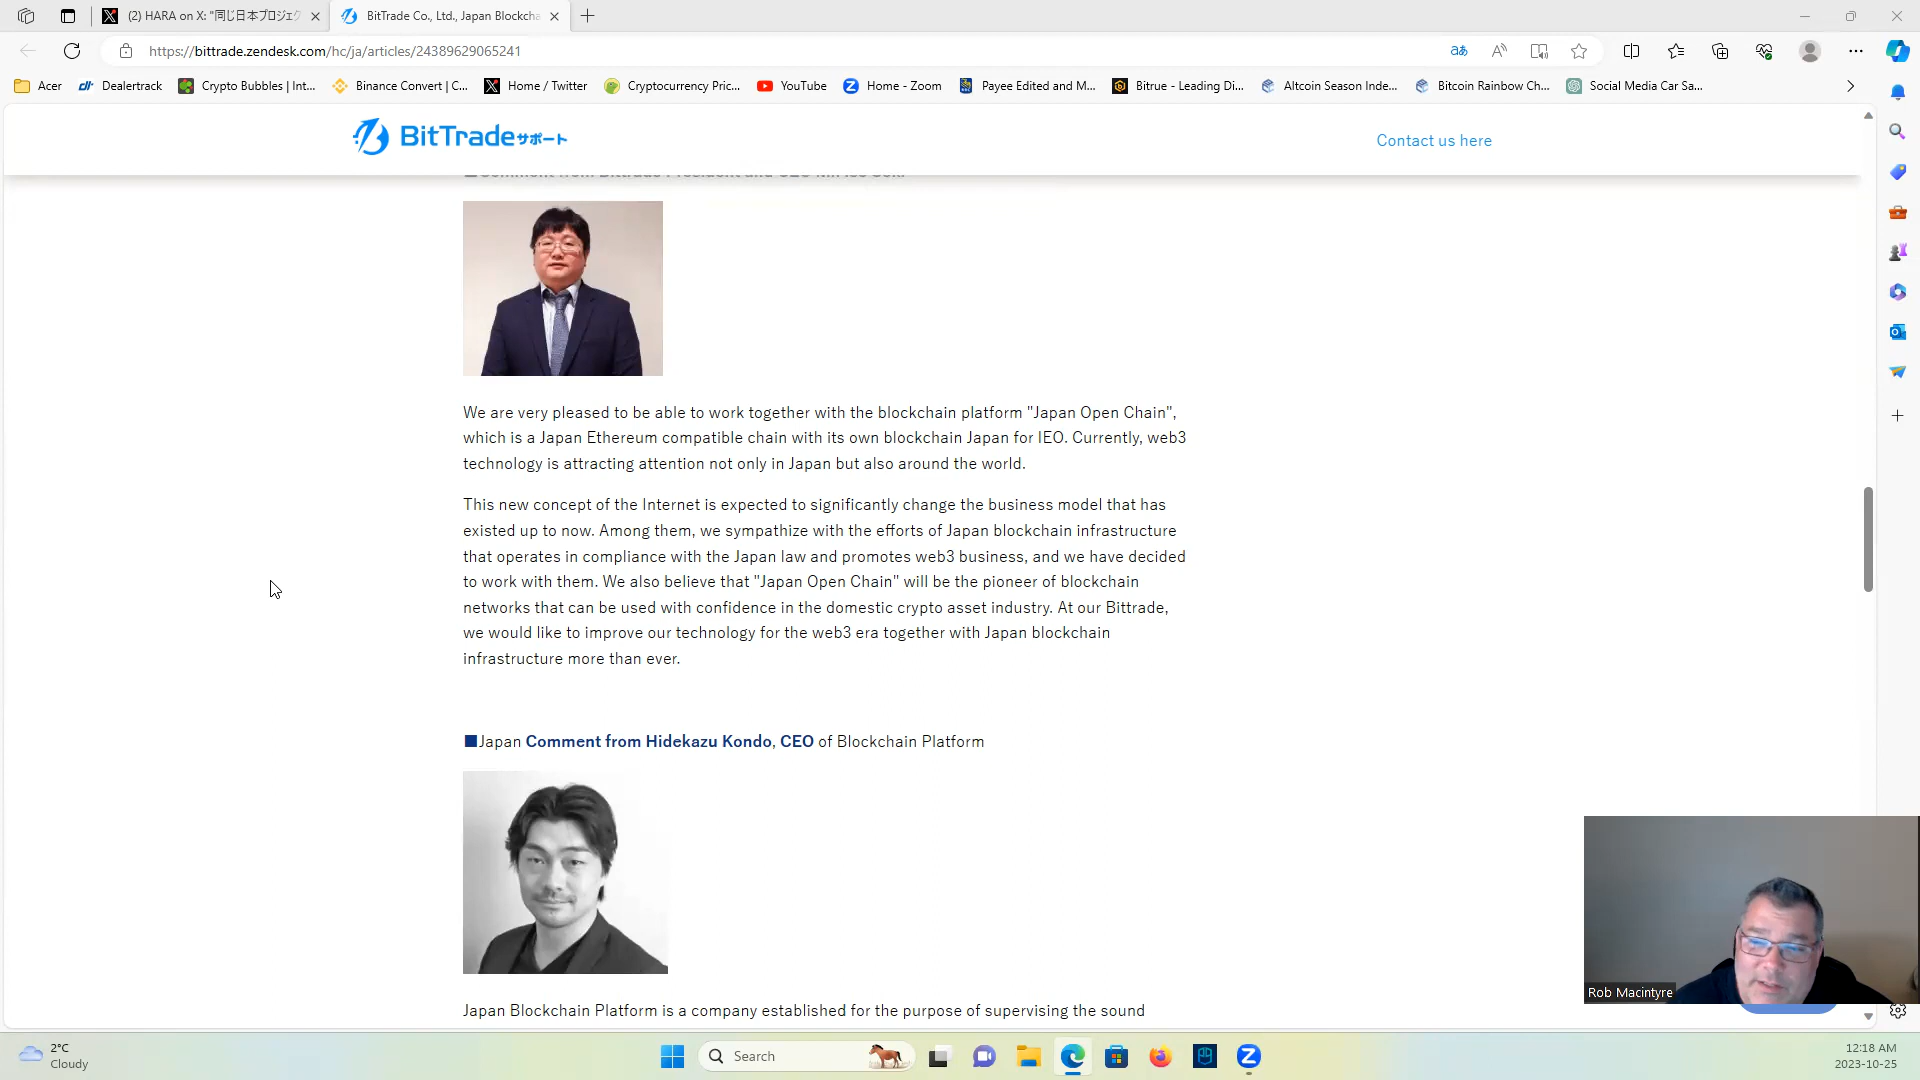 (2) HARA on X: "同じ日本プロジェク
BitTrade Co., Ltd., Japan Blockcha
https://bittrade.zendesk.com/hc/ja/articles/24389629065241
Acer
Dealertrack
Crypto Bubbles | Int...
Binance Convert | C...
Home / Twitter
Cryptocurrency Pric...
YouTube
Home - Zoom
Payee Edited and M...
Bitrue - Leading Di...
Altcoin Season Inde...
Bitcoin Rainbow Ch...
Social Media Car Sa...
BitTradeサポート
Contact us here
We are very pleased to be able to work together with the blockchain platform "Japan Open Chain",
which is a Japan Ethereum compatible chain with its own blockchain Japan for IEO. Currently, web3
technology is attracting attention not only in Japan but also around the world.
This new concept of the Internet is expected to significantly change the business model that has
existed up to now. Among them, we sympathize with the efforts of Japan blockchain infrastructure
that operates in compliance with the Japan law and promotes web3 business, and we have decided
to work with them. We also believe that "Japan Open Chain" will be the pioneer of blockchain
networks that can be used with confidence in the domestic crypto asset industry. At our Bittrade,
we would like to improve our technology for the web3 era together with Japan blockchain
infrastructure more than ever.
■Japan Comment from Hidekazu Kondo, CEO of Blockchain Platform
Japan Blockchain Platform is a company established for the purpose of supervising the sound
Rob Macintyre
2°C
Cloudy
Search
12:18 AM
2023-10-25